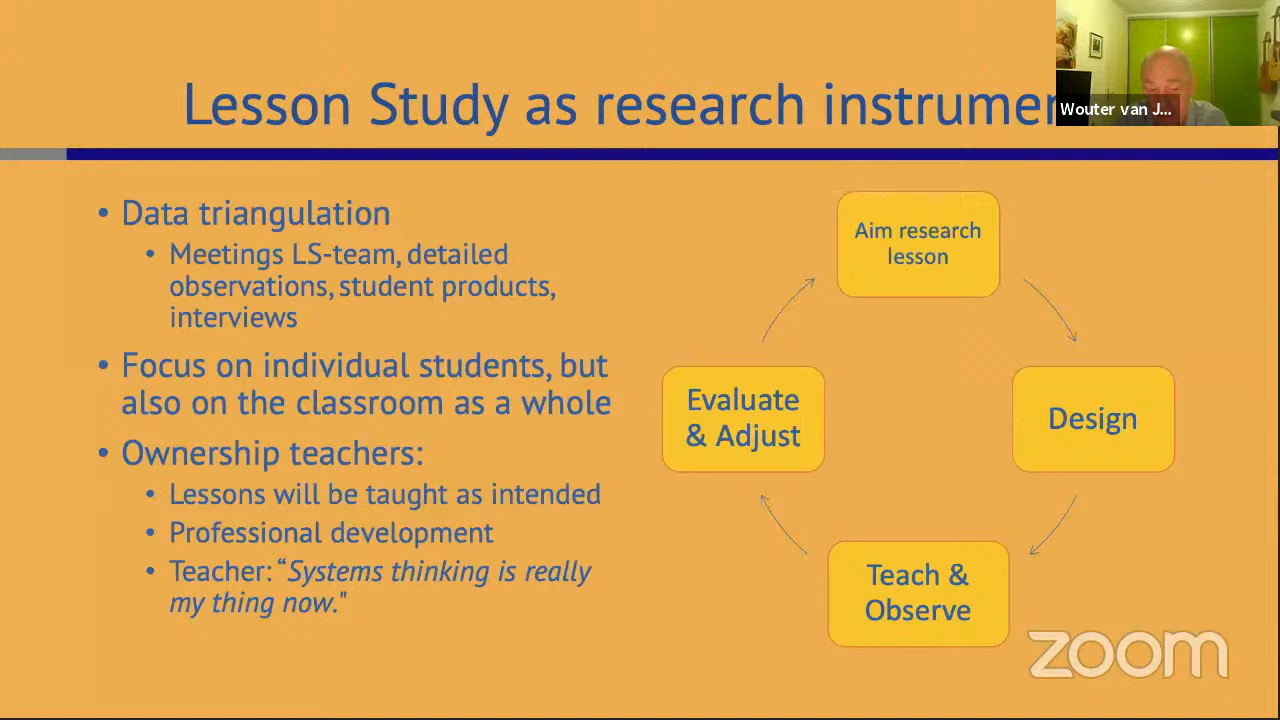 Lesson Study as research instrumen
Wouter van J...
• Data triangulation
• Meetings LS-team, detailed
observations, student products,
interviews
• Focus on individual students, but
also on the classroom as a whole
• Ownership teachers:
• Lessons will be taught as intended
• Professional development
• Teacher: “Systems thinking is really
my thing now."
Aim research
lesson
Design
Teach &
Observe
Evaluate
& Adjust
zoom